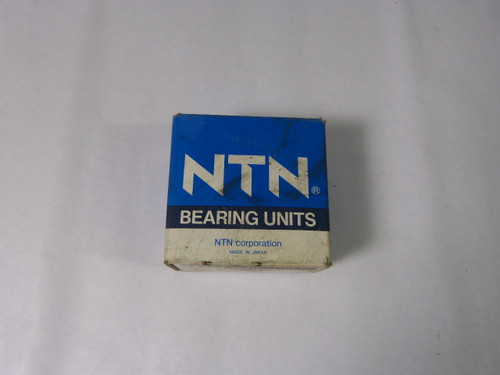 NTN®
BEARING UNITS
NTN corporation
MADE IN JAPAN